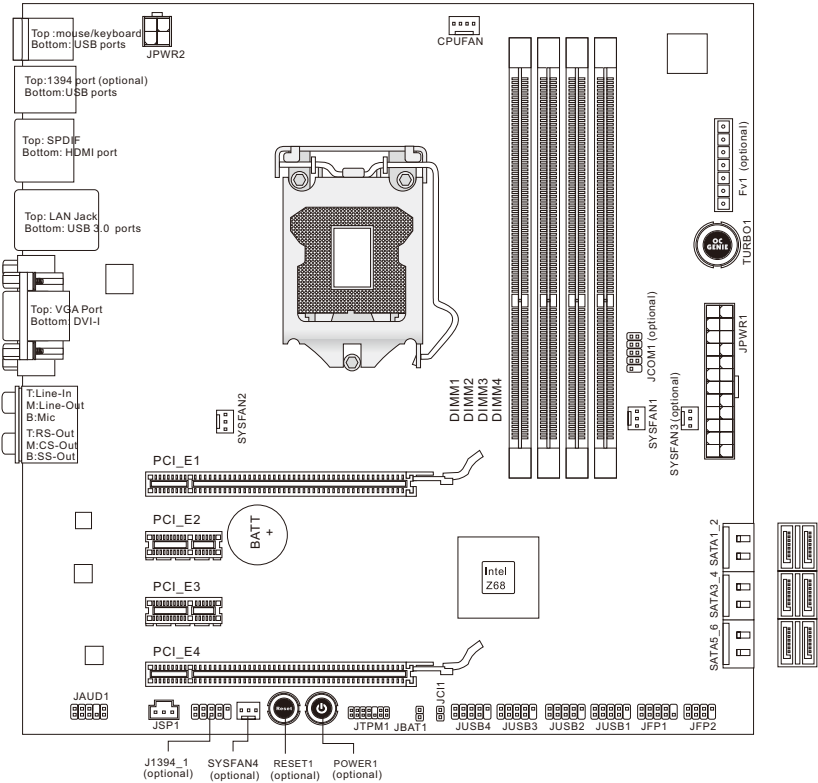 Top :mouse/keyboard
Bottom: USB ports
JPWR2
CPUFAN
Top:1394 port (optional)
Bottom:USB ports
Top: SPDIF
Bottom: HDMI port
Fv1 (optional)
Top: LAN Jack
Bottom: USB 3.0 ports
OC
GENIE
TURBO1
Top: VGA Port
Bottom: DVI-I
JCOM1 (optional)
JPWR1
DIMM1
DIMM2
DIMM3
DIMM4
T:Line-In
M:Line-Out
B:Mic
T:RS-Out
M:CS-Out
B:SS-Out
SYSFAN2
SYSFAN1
SYSFAN3 (optional)
PCI_E1
PCI_E2
BATT
+
SATA1_2
Intel
Z68
PCI_E3
SATA3_4
SATA5_6
PCI_E4
JCI1
JAUD1
JSP1
Reset
JTPM1
JBAT1
JUSB4
JUSB3
JUSB2
JUSB1
JFP1
JFP2
J1394_1
(optional)
SYSFAN4
(optional)
RESET1
(optional)
POWER1
(optional)